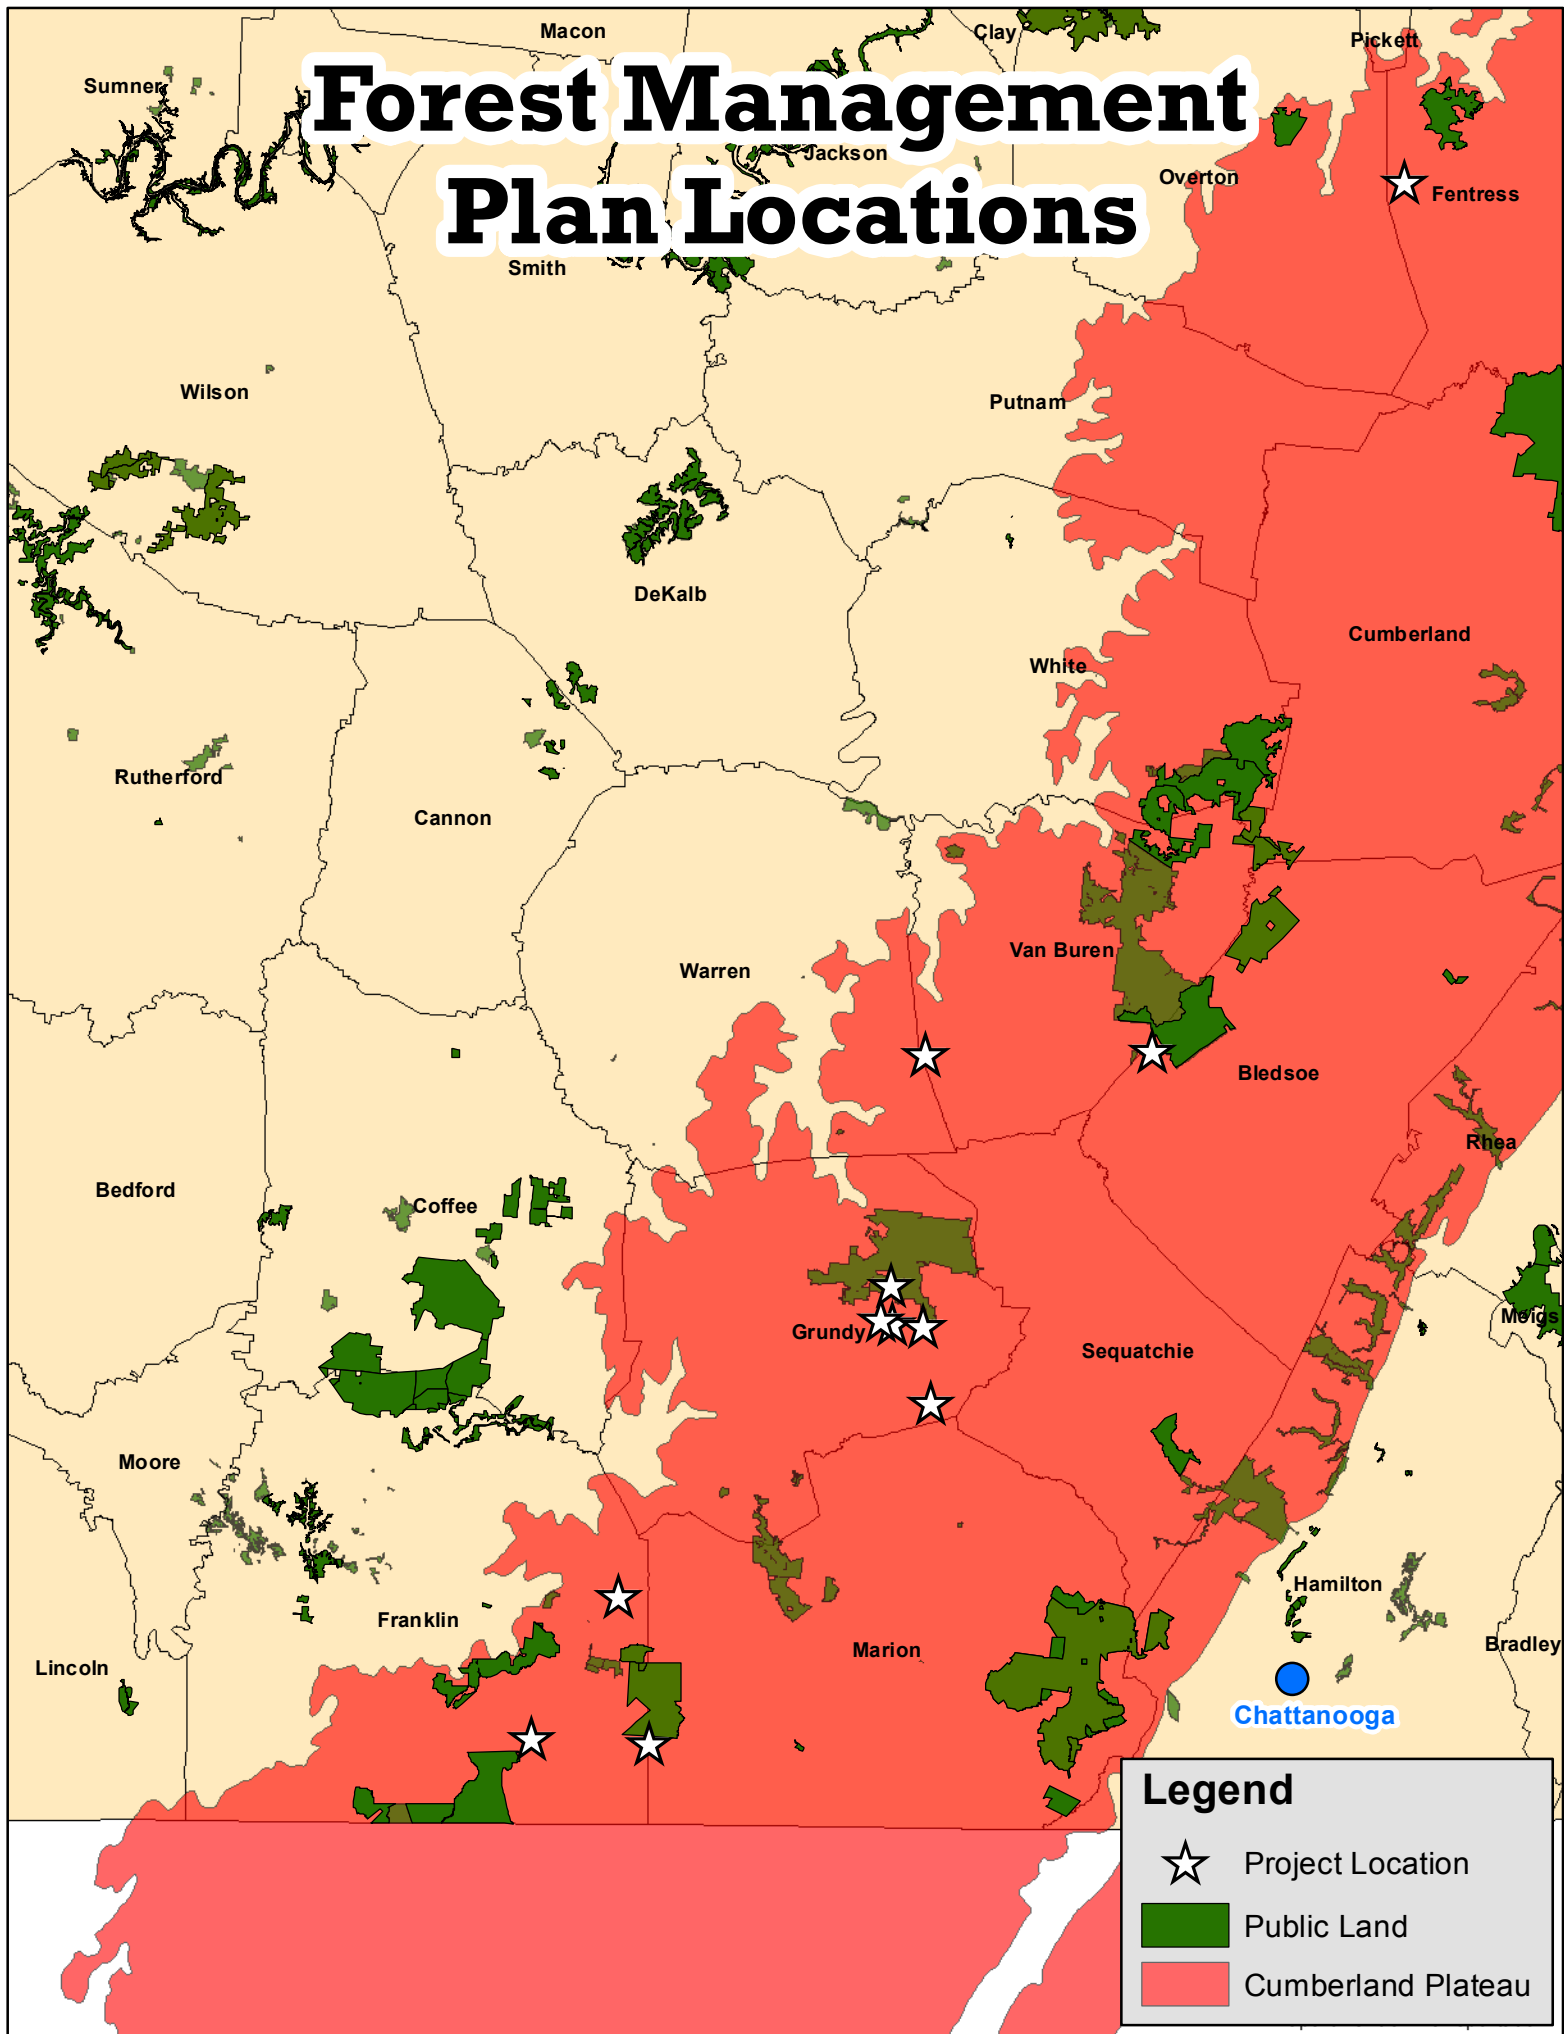 Macon
Clay
Pickett
Sumner
Forest Management
Plan Locations
Jackson
Overton
Fentress
Smith
Wilson
Putnam
DeKalb
Cumberland
White
Rutherford
Cannon
Van Buren
Warren
Bledsoe
Rhea
Bedford
Coffee
Meigs
Grundy
Sequatchie
Moore
Hamilton
Franklin
Bradley
Marion
Lincoln
Chattanooga
Legend
Project Location
Public Land
Cumberland Plateau